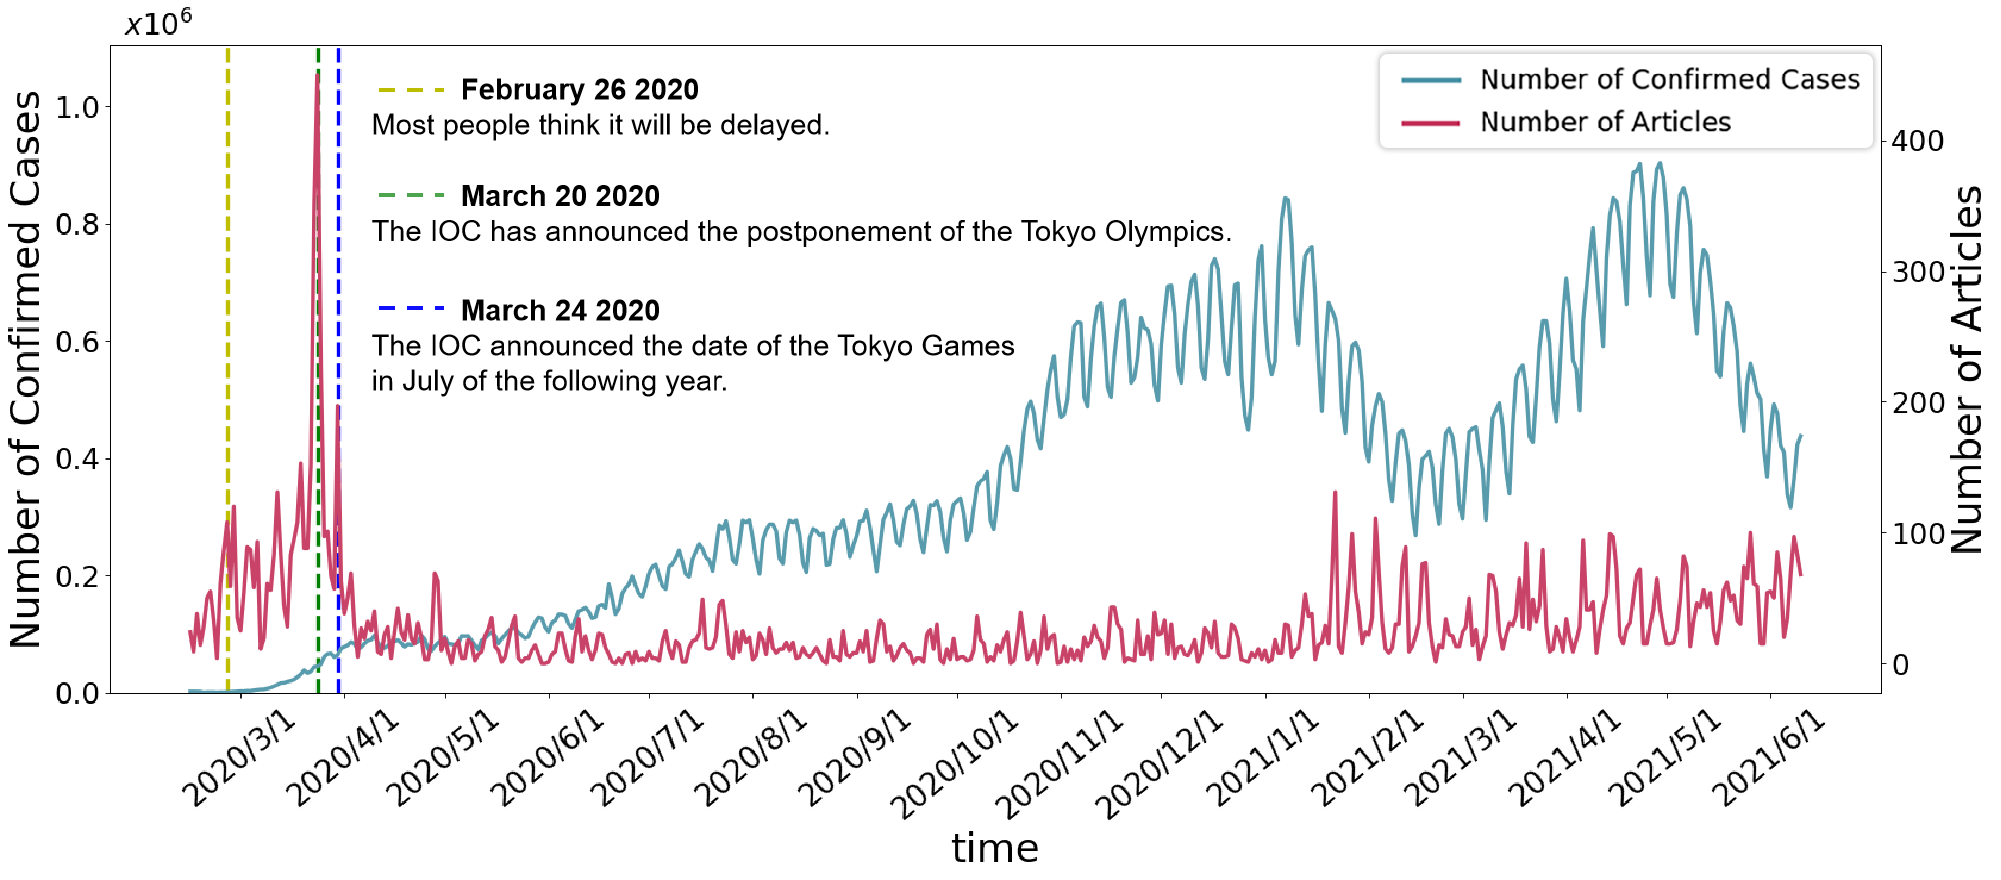 x10⁶
Number of Confirmed Cases
1.0
0.8
0.6
0.4
0.2
0.0
February 26 2020
Most people think it will be delayed.
March 20 2020
The IOC has announced the postponement of the Tokyo Olympics.
March 24 2020
The IOC announced the date of the Tokyo Games
in July of the following year.
Number of Confirmed Cases
Number of Articles
400
300
200
100
0
Number of Articles
2020/3/1
2020/4/1
2020/5/1
2020/6/1
2020/7/1
2020/8/1
2020/9/1
2020/10/1
2020/11/1
2020/12/1
2021/1/1
2021/2/1
2021/3/1
2021/4/1
2021/5/1
2021/6/1
time